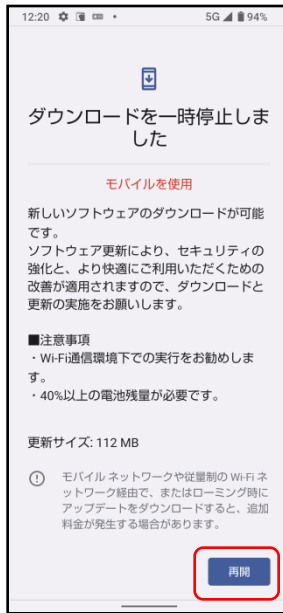 12:20 5G 94%
ダウンロードを一時停止しま
した
モバイルを使用
新しいソフトウェアのダウンロードが可能
です。
ソフトウェア更新により、セキュリティの
強化と、より快適にご利用いただくための
改善が適用されますので、ダウンロードと
更新の実施をお願いします。
■注意事項
・Wi-Fi通信環境下での実行をお勧めしま
す。
・40%以上の電池残量が必要です。
更新サイズ: 112 MB
モバイル ネットワークや従量制の Wi-Fi ネ
ットワーク経由で、またはローミング時に
アップデートをダウンロードすると、追加
料金が発生する場合があります。
再開